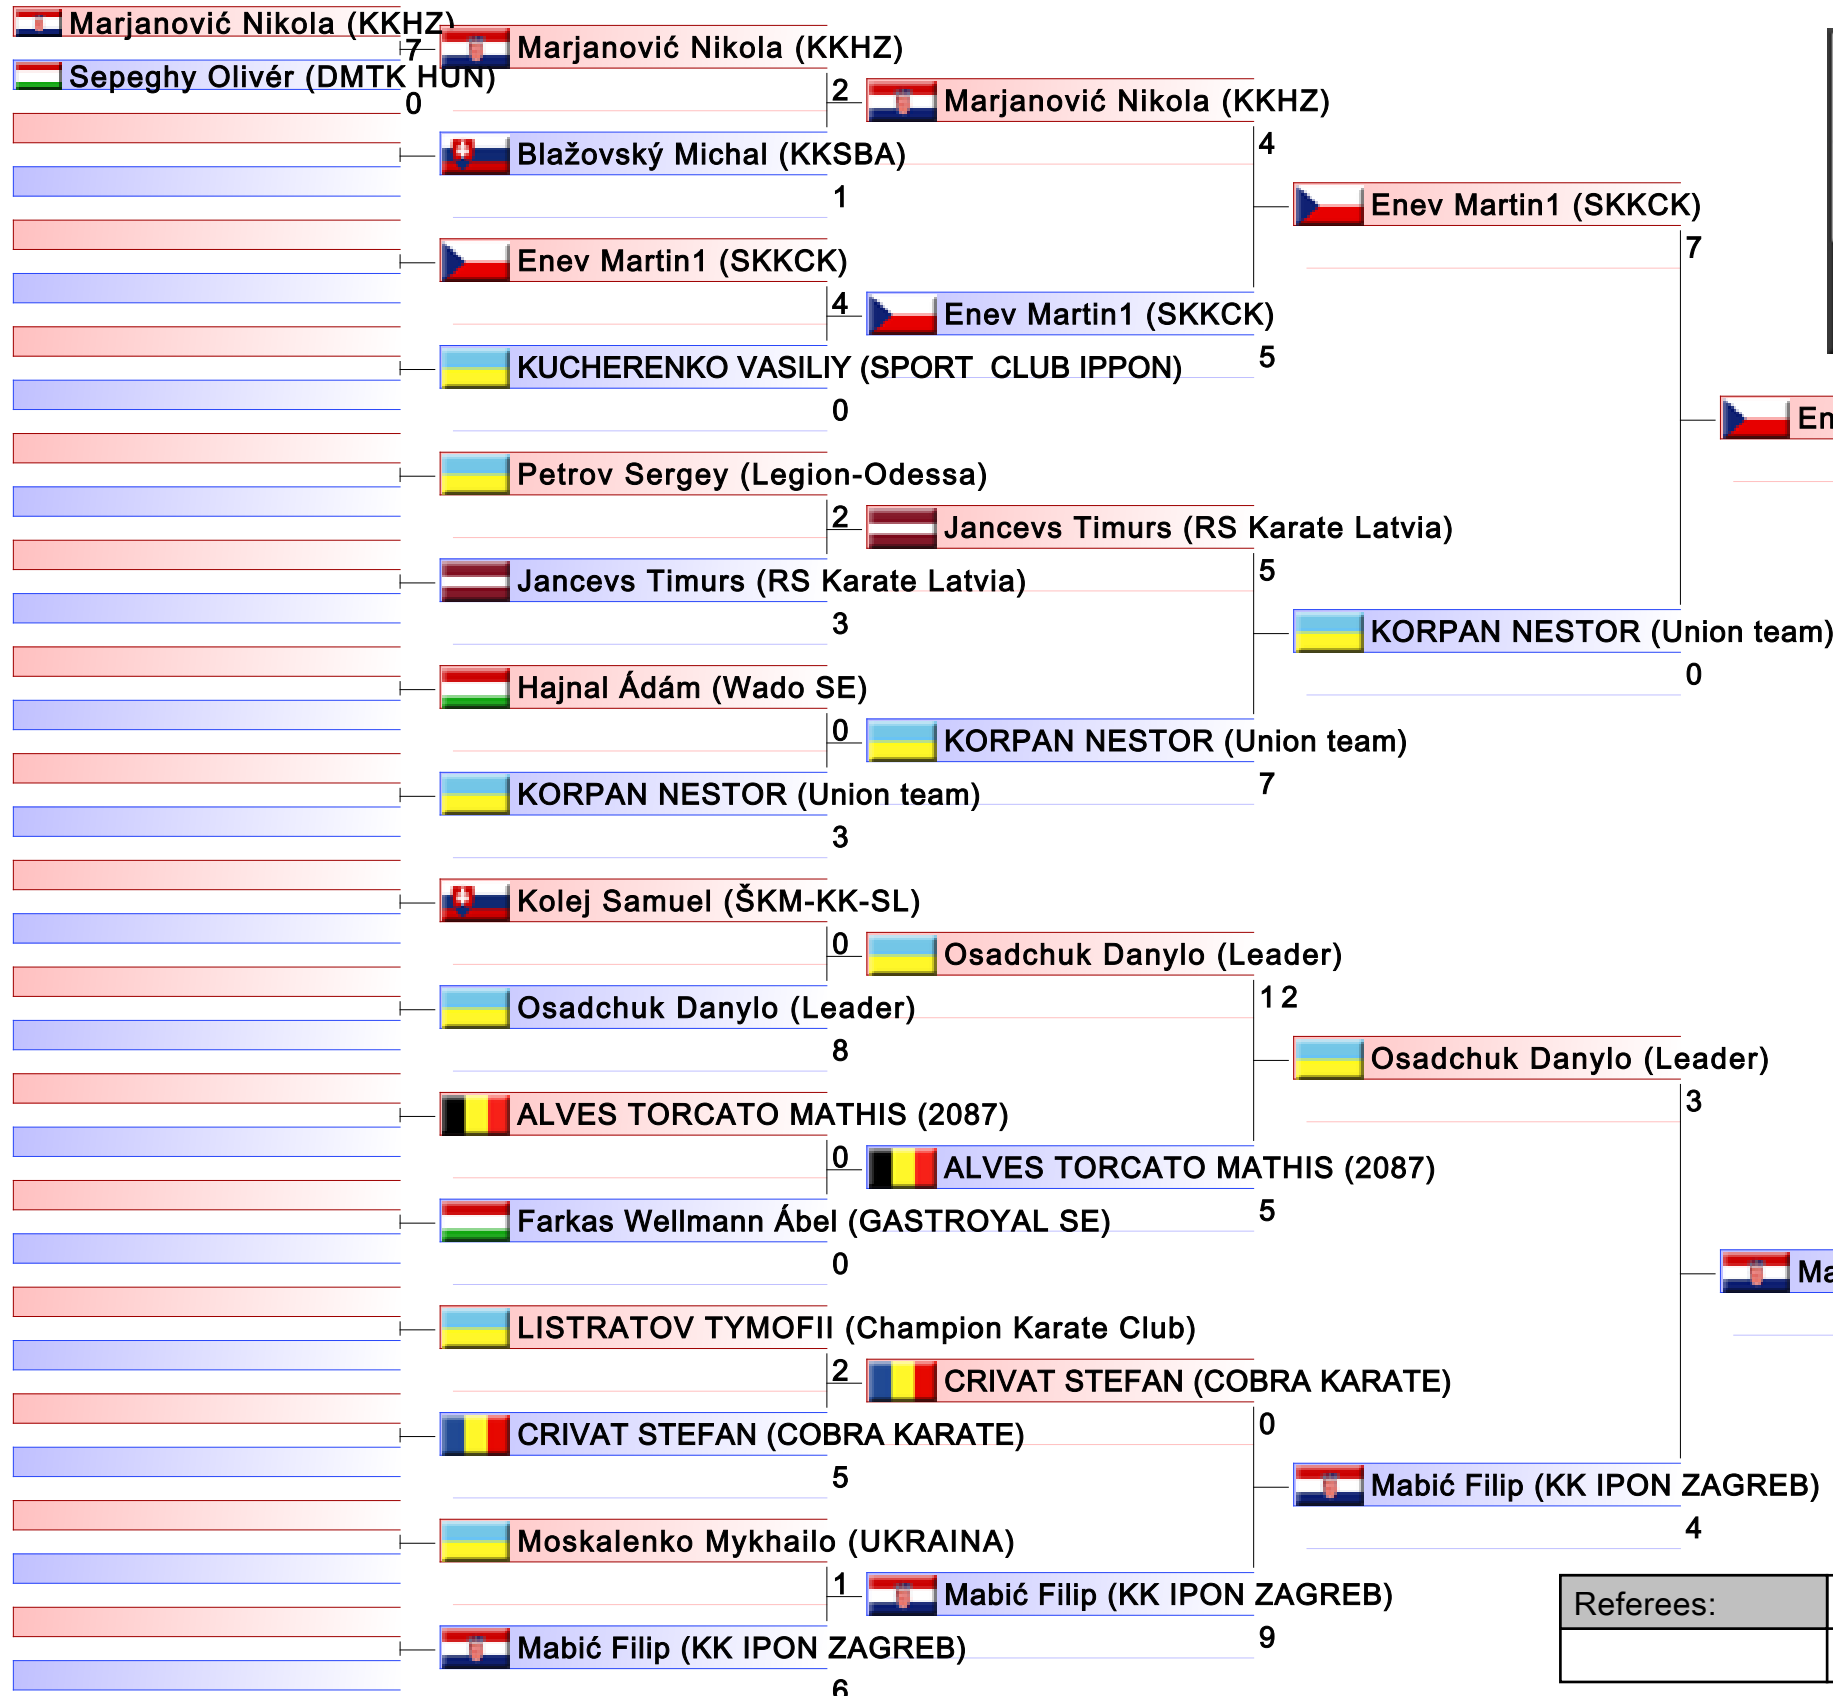 Marjanović Nikola (KKHZ)
7
Sepeghy Olivér (DMTK HUN)
0
Marjanović Nikola (KKHZ)
2
Blažovský Michal (KKSBA)
1
Enev Martin1 (SKKCK)
4
KUCHERENKO VASILIY (SPORT  CLUB IPPON)
0
Petrov Sergey (Legion-Odessa)
2
Jancevs Timurs (RS Karate Latvia)
3
Hajnal Ádám (Wado SE)
0
KORPAN NESTOR (Union team)
3
Kolej Samuel (ŠKM-KK-SL)
0
Osadchuk Danylo (Leader)
8
ALVES TORCATO MATHIS (2087)
0
Farkas Wellmann Ábel (GASTROYAL SE)
0
LISTRATOV TYMOFII (Champion Karate Club)
2
CRIVAT STEFAN (COBRA KARATE)
5
Moskalenko Mykhailo (UKRAINA)
1
Mabić Filip (KK IPON ZAGREB)
6
Marjanović Nikola (KKHZ)
4
Enev Martin1 (SKKCK)
5
Jancevs Timurs (RS Karate Latvia)
5
KORPAN NESTOR (Union team)
7
Osadchuk Danylo (Leader)
12
ALVES TORCATO MATHIS (2087)
5
CRIVAT STEFAN (COBRA KARATE)
0
Mabić Filip (KK IPON ZAGREB)
9
Enev Martin1 (SKKCK)
7
KORPAN NESTOR (Union team)
0
Osadchuk Danylo (Leader)
3
Mabić Filip (KK IPON ZAGREB)
4
En
Ma
Referees: